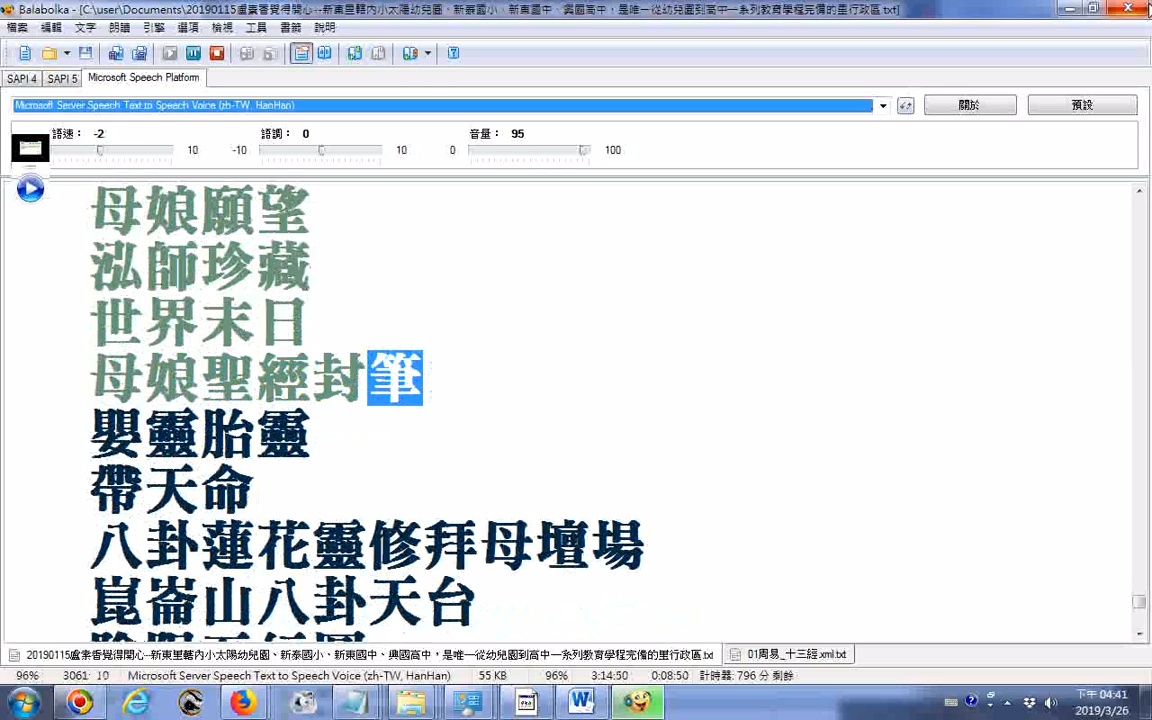 Balabolka - [C:\user\Documents\20190115盧素香覺得開心--新東里轄內小太陽幼兒園、新泰國小、新東國中、興國高中，是唯一從幼兒園到高中一系列教育學程完備的里行政區.txt]
檔案 編輯 文字 朗讀 引擎 選項 檢視 工具 書籤 說明
SAPI 4 SAPI 5 Microsoft Speech Platform
Microsoft Server Speech Text to Speech Voice (zh-TW, HanHan) 關於 預設
語速： -2 語調： 0 音量： 95
10 -10 10 0 100
母娘願望
泓師珍藏
世界末日
母娘聖經封筆
嬰靈胎靈
帶天命
八卦蓮花靈修拜母壇場
崑崙山八卦天台
20190115盧素香覺得開心--新東里轄內小太陽幼兒園、新泰國小、新東國中、興國高中，是唯一從幼兒園到高中一系列教育學程完備的里行政區.txt 01周易_十三經.xml.txt
96% 3061: 10 Microsoft Server Speech Text to Speech Voice (zh-TW, HanHan) 55 KB 96% 3:14:50 0:08:50 計時器: 796 分 剩餘
下午 04:41
2019/3/26